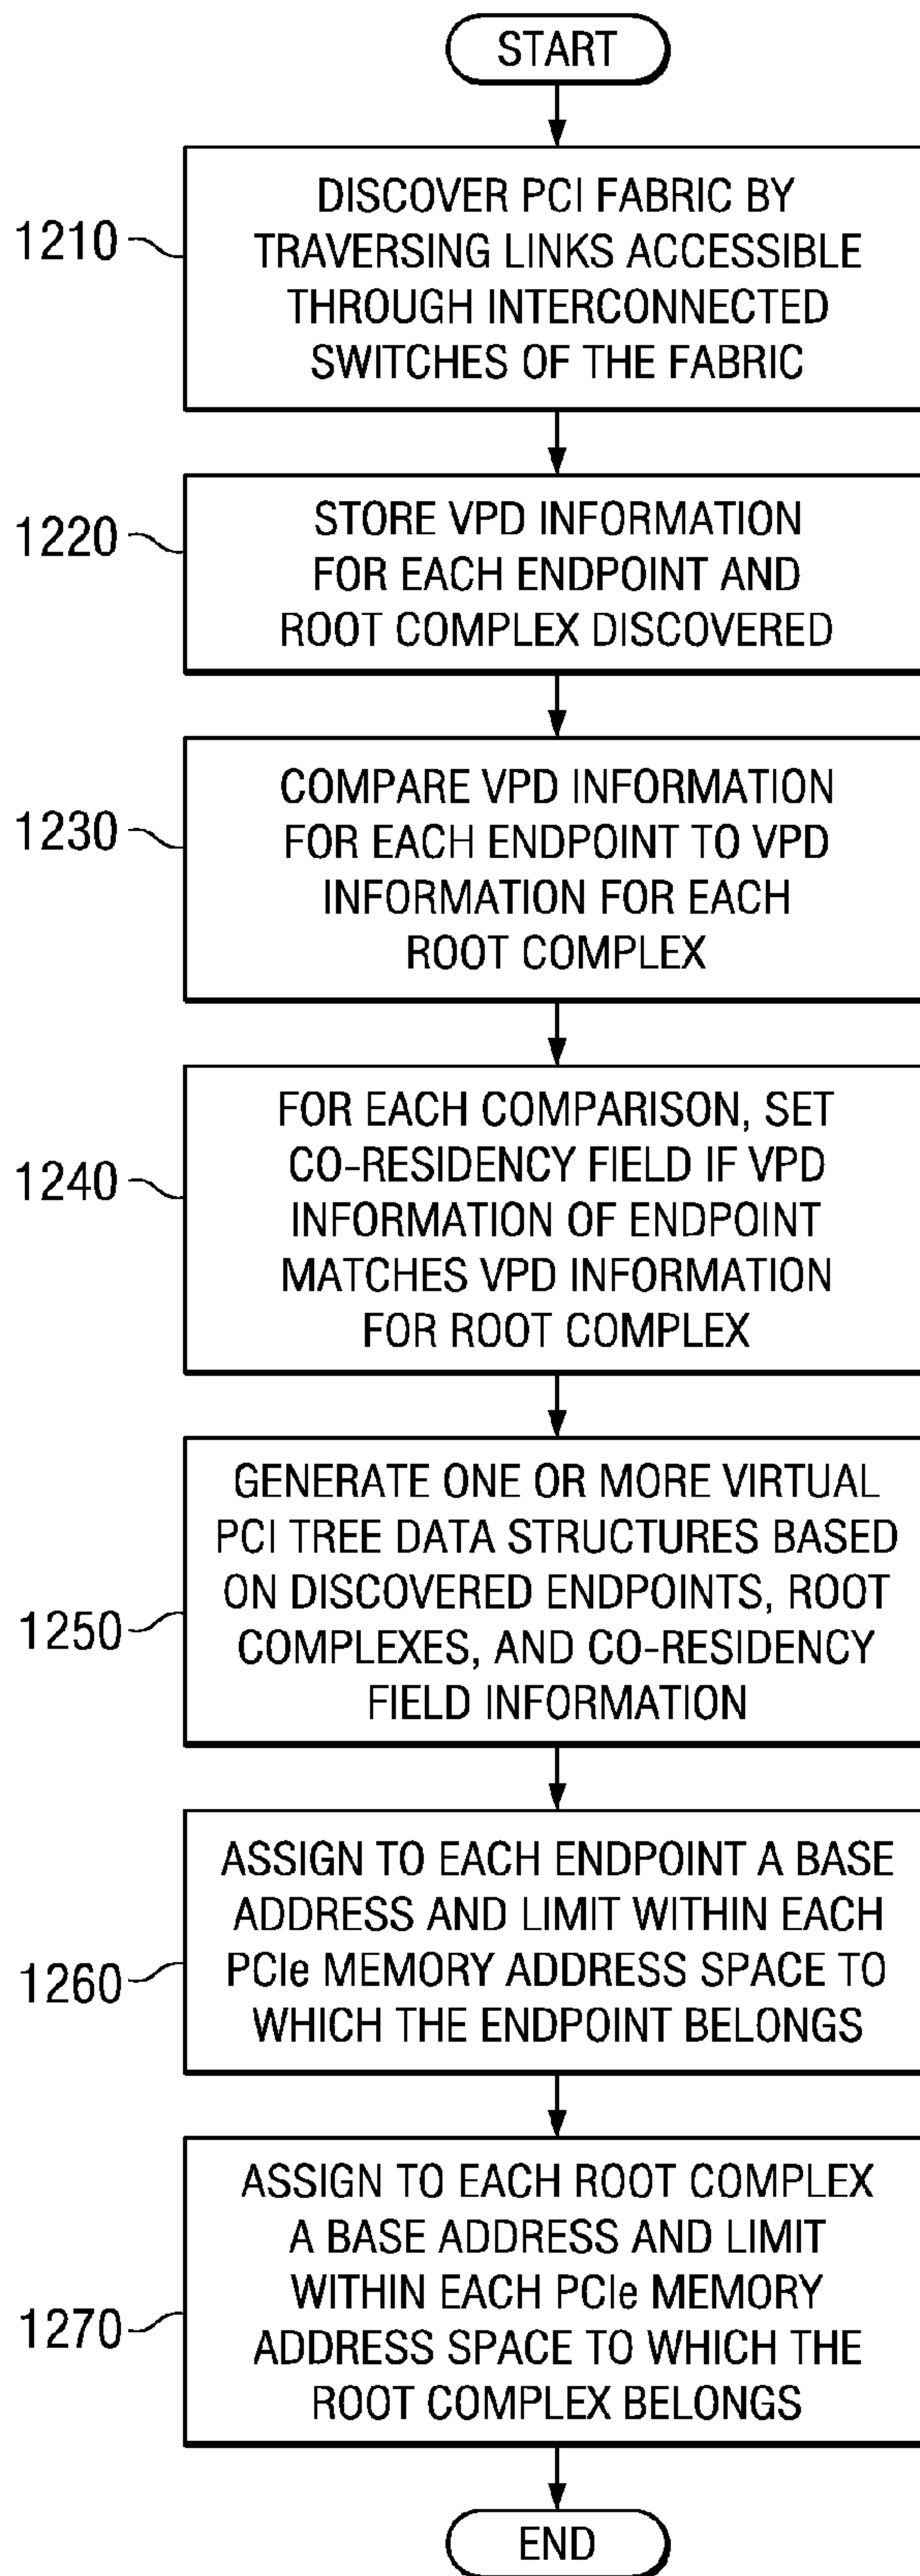 START
1210
DISCOVER PCI FABRIC BY
TRAVERSING LINKS ACCESSIBLE
THROUGH INTERCONNECTED
SWITCHES OF THE FABRIC
1220
STORE VPD INFORMATION
FOR EACH ENDPOINT AND
ROOT COMPLEX DISCOVERED
1230
COMPARE VPD INFORMATION
FOR EACH ENDPOINT TO VPD
INFORMATION FOR EACH
ROOT COMPLEX
1240
FOR EACH COMPARISON, SET
CO-RESIDENCY FIELD IF VPD
INFORMATION OF ENDPOINT
MATCHES VPD INFORMATION
FOR ROOT COMPLEX
1250
GENERATE ONE OR MORE VIRTUAL
PCI TREE DATA STRUCTURES BASED
ON DISCOVERED ENDPOINTS, ROOT
COMPLEXES, AND CO-RESIDENCY
FIELD INFORMATION
1260
ASSIGN TO EACH ENDPOINT A BASE
ADDRESS AND LIMIT WITHIN EACH
PCIe MEMORY ADDRESS SPACE TO
WHICH THE ENDPOINT BELONGS
1270
ASSIGN TO EACH ROOT COMPLEX
A BASE ADDRESS AND LIMIT
WITHIN EACH PCIe MEMORY
ADDRESS SPACE TO WHICH THE
ROOT COMPLEX BELONGS
END